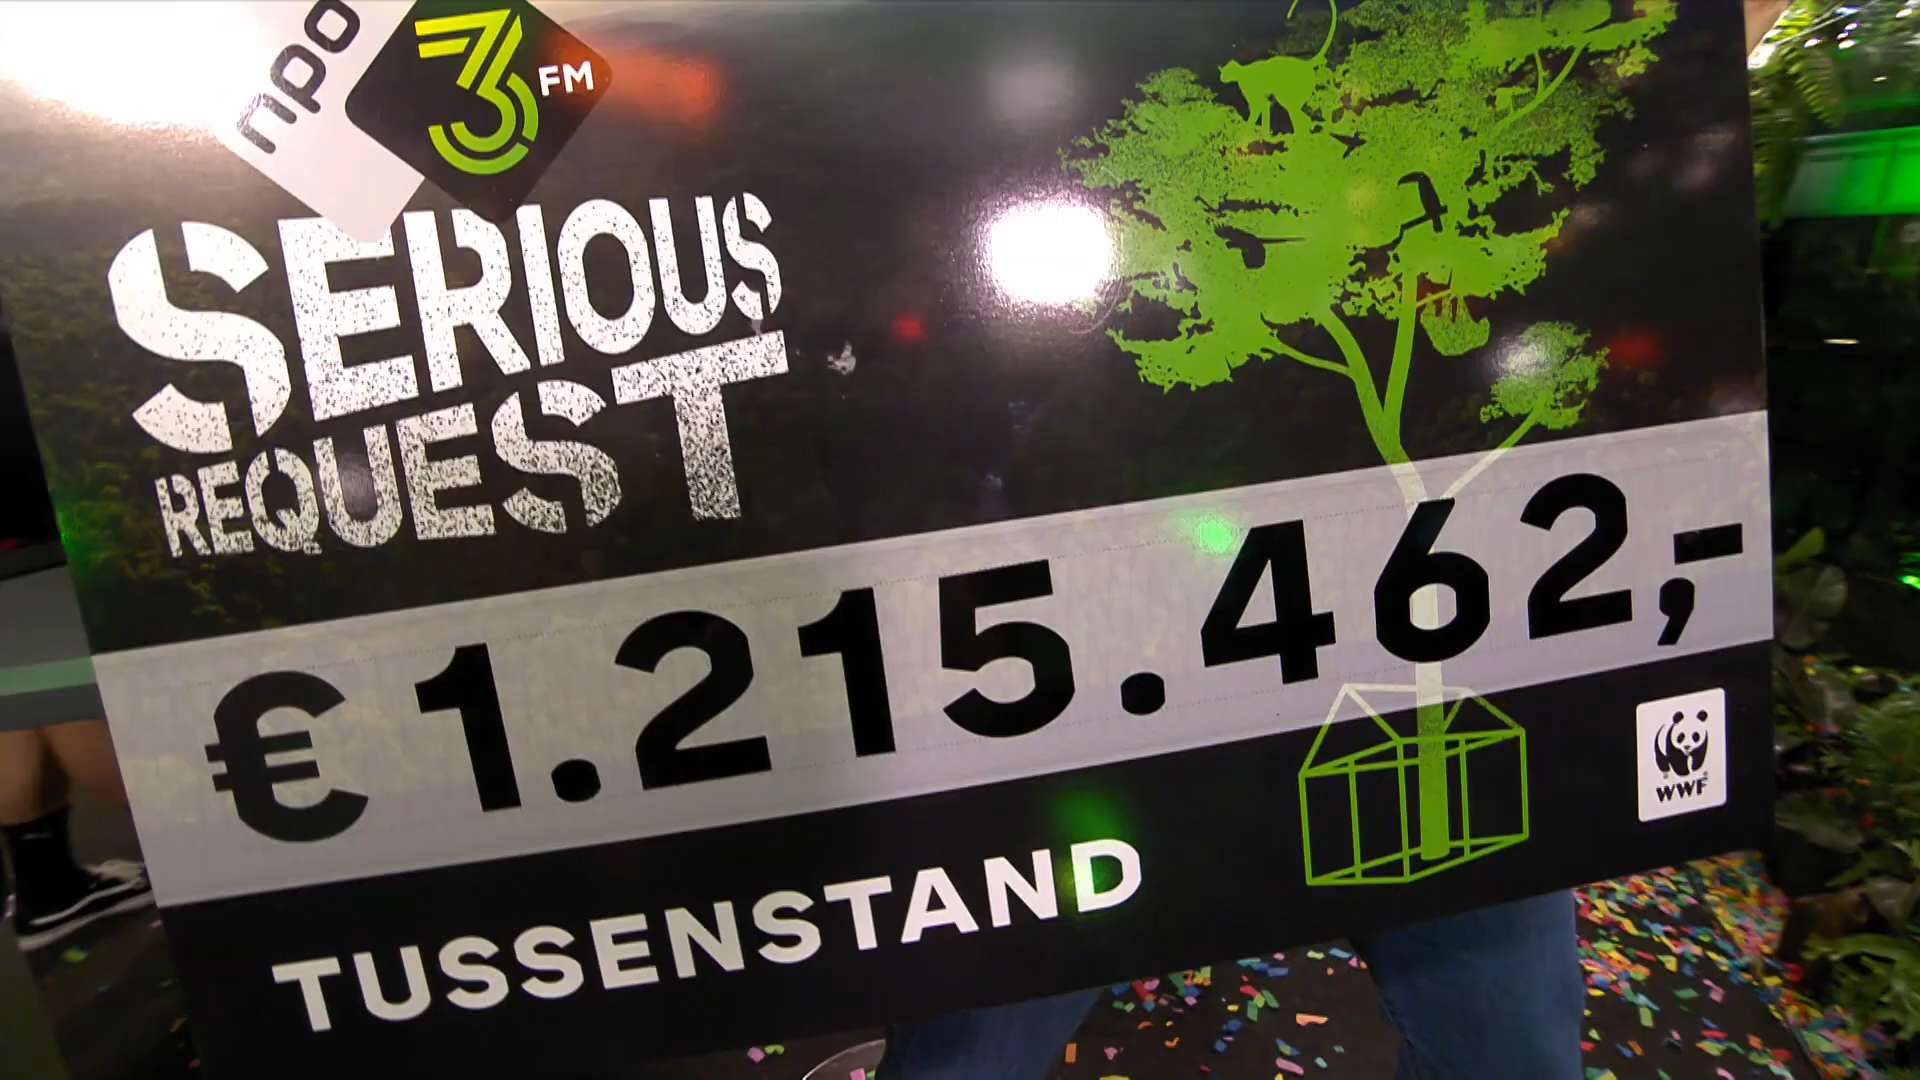 npo
3FM
SERIOUS
REQUEST
€ 1.215.462,-
TUSSENSTAND
WWF